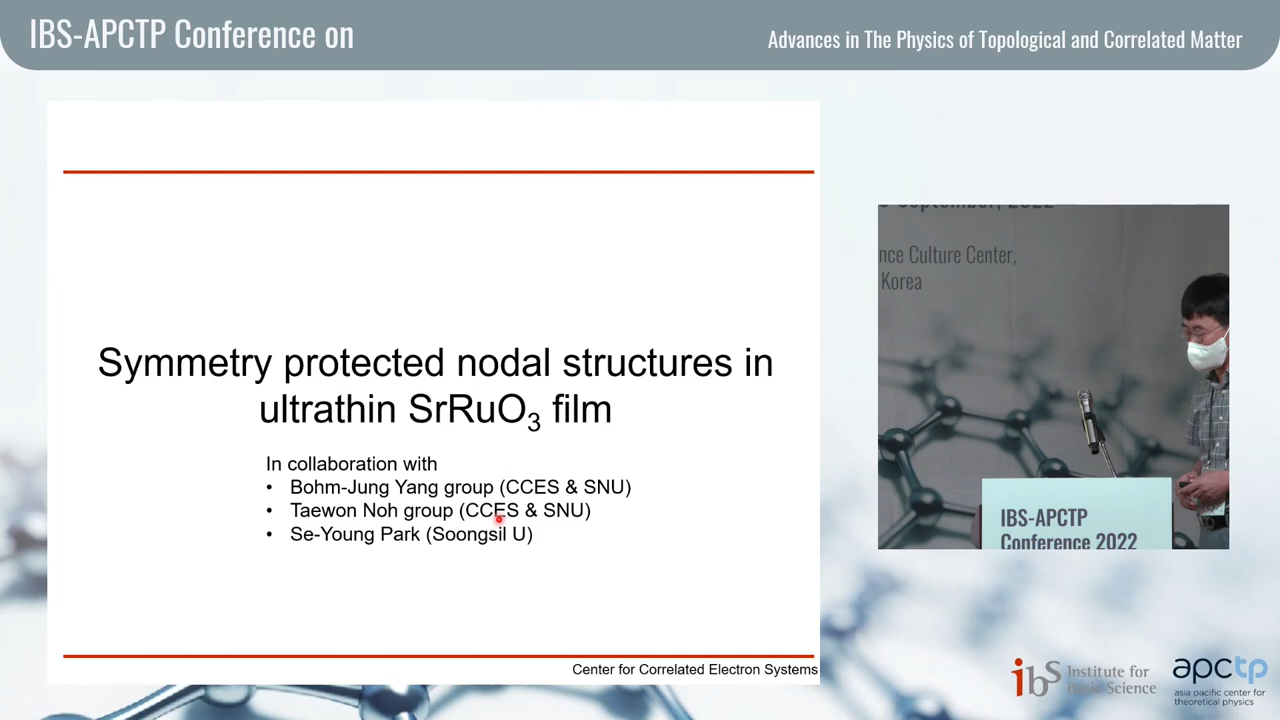 IBS-APCTP Conference on
Advances in The Physics of Topological and Correlated Matter
Symmetry protected nodal structures in
ultrathin SrRuO₃ film
In collaboration with
• Bohm-Jung Yang group (CCES & SNU)
• Taewon Noh group (CCES & SNU)
• Se-Young Park (Soongsil U)
Center for Correlated Electron Systems
September, 2022
nce Culture Center,
Korea
IBS-APCTP
Conference 2022
ibs Institute for
Basic Science
apctp
asia pacific center for
theoretical physics